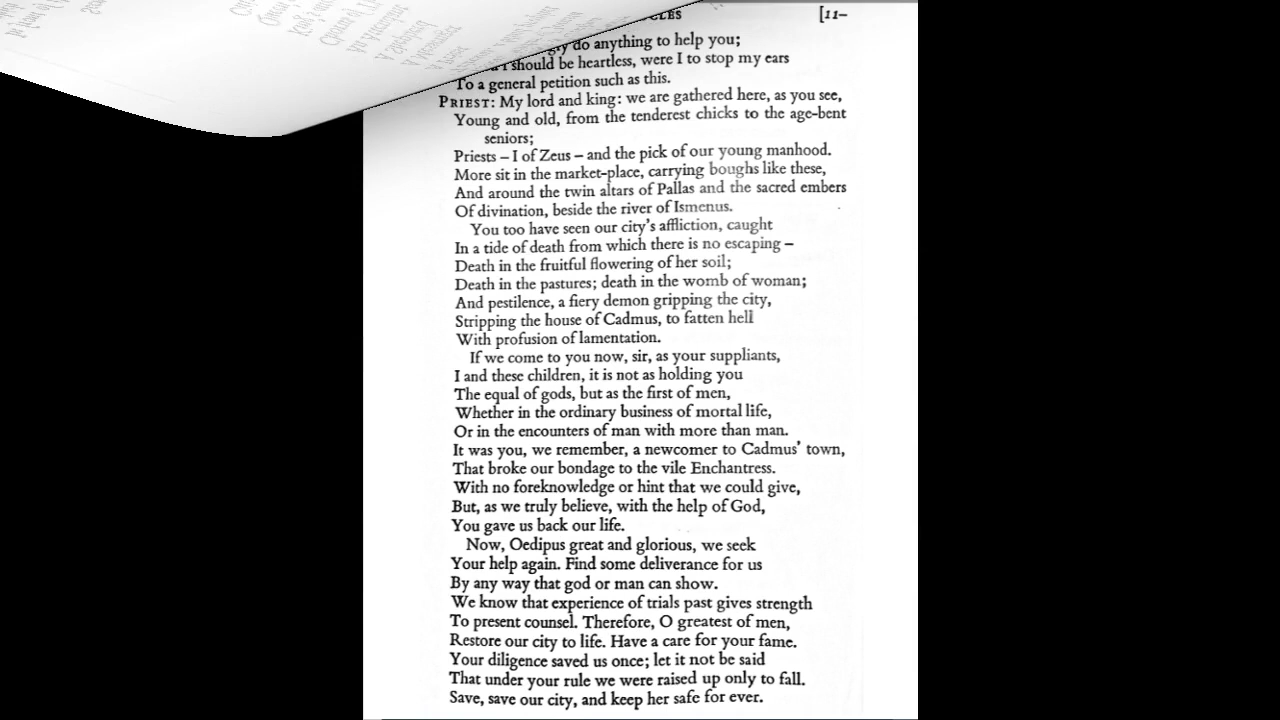 [11–
do anything to help you;
should be heartless, were I to stop my ears
To a general petition such as this.
PRIEST: My lord and king: we are gathered here, as you see,
Young and old, from the tenderest chicks to the age-bent
seniors;
Priests – I of Zeus – and the pick of our young manhood.
More sit in the market-place, carrying boughs like these,
And around the twin altars of Pallas and the sacred embers
Of divination, beside the river of Ismenus.
You too have seen our city's affliction, caught
In a tide of death from which there is no escaping –
Death in the fruitful flowering of her soil;
Death in the pastures; death in the womb of woman;
And pestilence, a fiery demon gripping the city,
Stripping the house of Cadmus, to fatten hell
With profusion of lamentation.
If we come to you now, sir, as your suppliants,
I and these children, it is not as holding you
The equal of gods, but as the first of men,
Whether in the ordinary business of mortal life,
Or in the encounters of man with more than man.
It was you, we remember, a newcomer to Cadmus' town,
That broke our bondage to the vile Enchantress.
With no foreknowledge or hint that we could give,
But, as we truly believe, with the help of God,
You gave us back our life.
Now, Oedipus great and glorious, we seek
Your help again. Find some deliverance for us
By any way that god or man can show.
We know that experience of trials past gives strength
To present counsel. Therefore, O greatest of men,
Restore our city to life. Have a care for your fame.
Your diligence saved us once; let it not be said
That under your rule we were raised up only to fall.
Save, save our city, and keep her safe for ever.